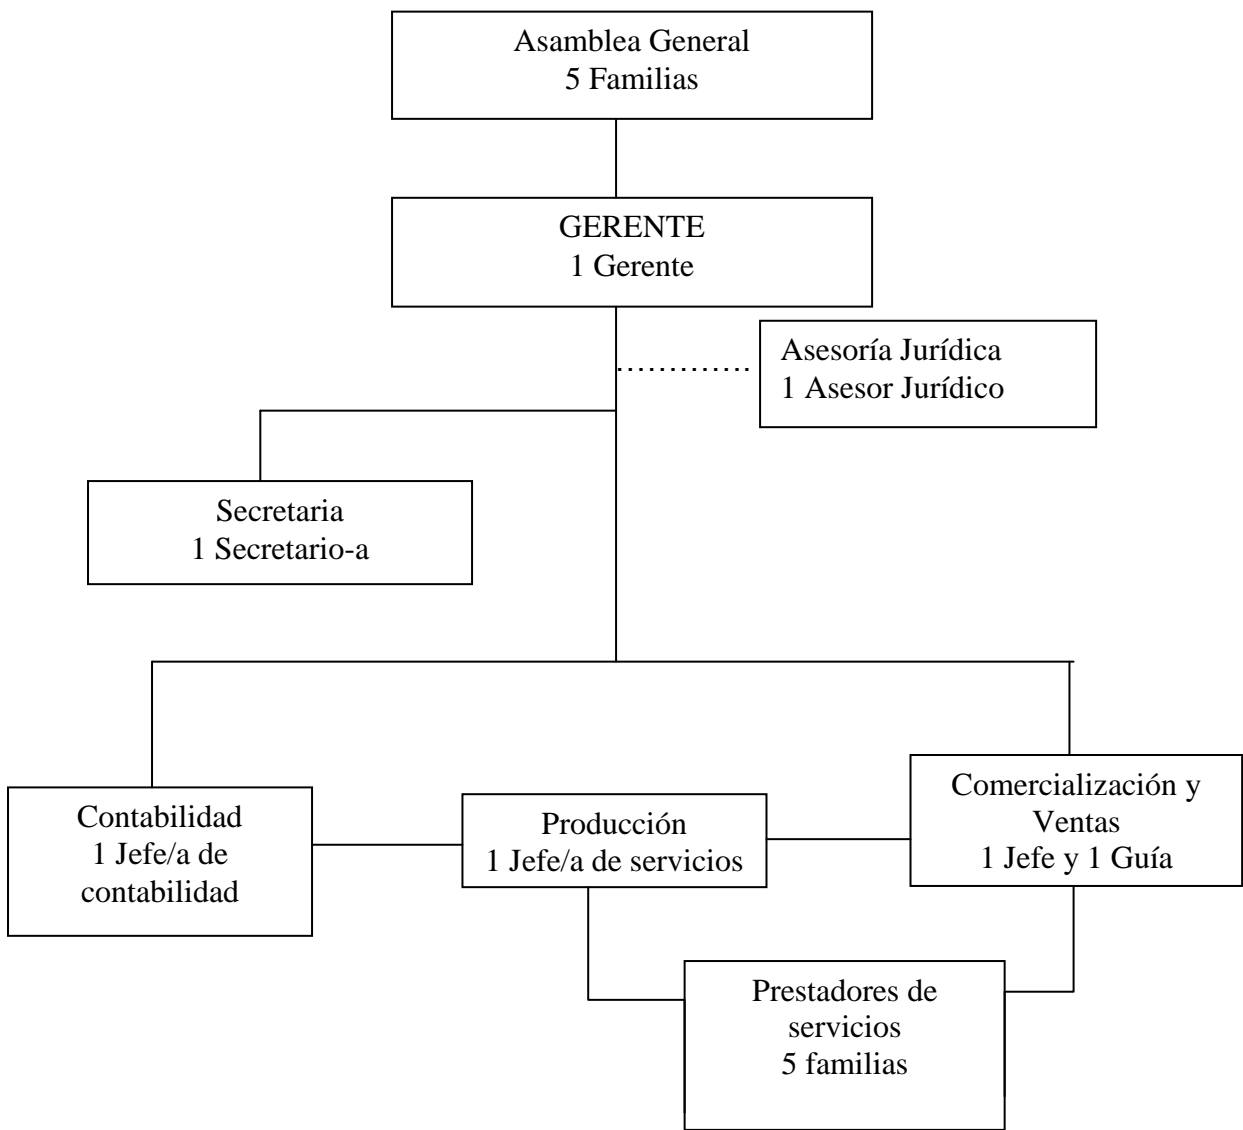 Asamblea General
5 Familias
GERENTE
1 Gerente
Asesoría Jurídica
1 Asesor Jurídico
Secretaria
1 Secretario-a
Contabilidad
1 Jefe/a de
contabilidad
Producción
1 Jefe/a de servicios
Comercialización y
Ventas
1 Jefe y 1 Guía
Prestadores de
servicios
5 familias